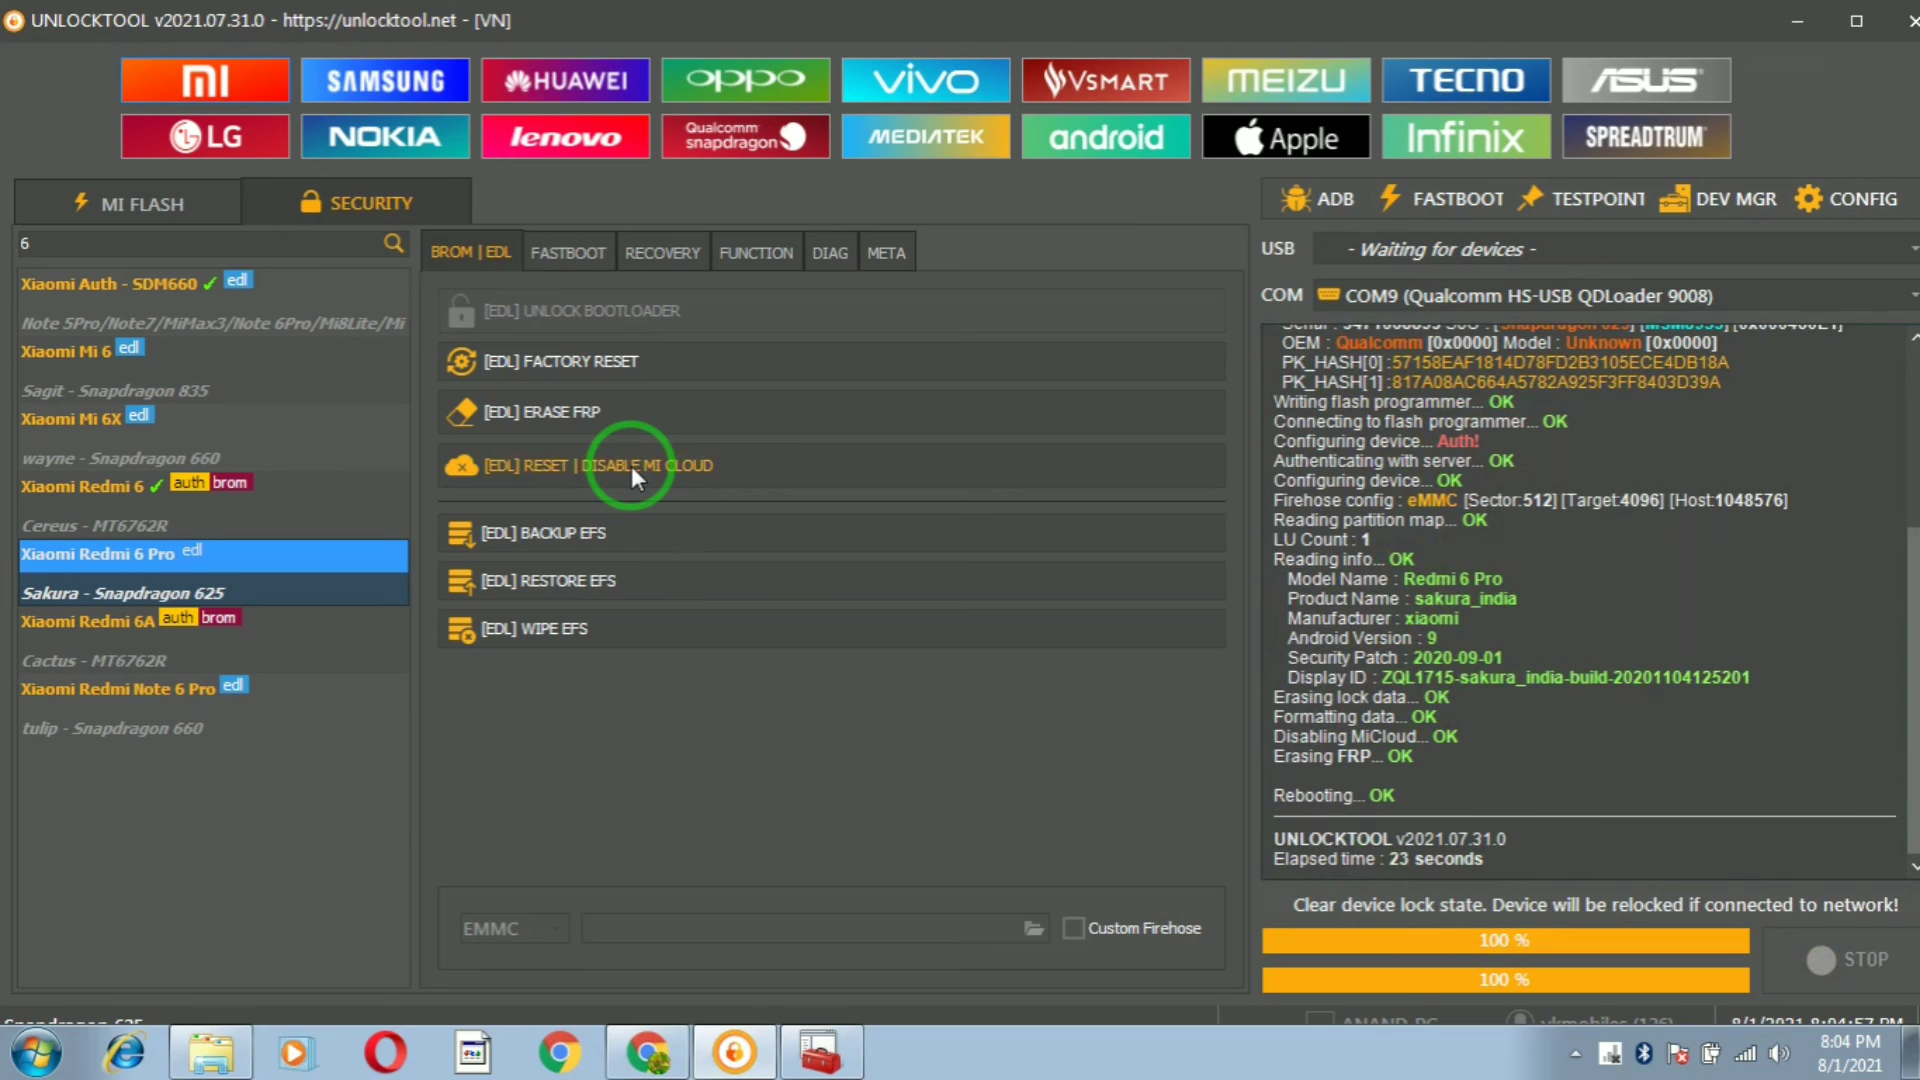 UNLOCKTOOL v2021.07.31.0 - https://unlocktool.net - [VN]
mi SAMSUNG HUAWEI oppo vivo VSMART MEIZU TECNO ASUS
LG NOKIA lenovo Qualcomm snapdragon MEDIATEK android Apple Infinix SPREADTRUM
MI FLASH SECURITY
ADB FASTBOOT TESTPOINT DEV MGR CONFIG
6
BROM | EDL FASTBOOT RECOVERY FUNCTION DIAG META
USB - Waiting for devices -
COM COM9 (Qualcomm HS-USB QDLoader 9008)
Xiaomi Auth - SDM660 ✓ edl
Note 5Pro/Note7/MiMax3/Note 6Pro/Mi8Lite/Mi
Xiaomi Mi 6 edl
Sagit - Snapdragon 835
Xiaomi Mi 6X edl
wayne - Snapdragon 660
Xiaomi Redmi 6 ✓ auth brom
Cereus - MT6762R
Xiaomi Redmi 6 Pro edl
Sakura - Snapdragon 625
Xiaomi Redmi 6A auth brom
Cactus - MT6762R
Xiaomi Redmi Note 6 Pro edl
tulip - Snapdragon 660
[EDL] UNLOCK BOOTLOADER
[EDL] FACTORY RESET
[EDL] ERASE FRP
[EDL] RESET | DISABLE MI CLOUD
[EDL] BACKUP EFS
[EDL] RESTORE EFS
[EDL] WIPE EFS
EMMC
Custom Firehose
OEM : Qualcomm [0x0000] Model : Unknown [0x0000]
PK_HASH[0] :57158EAF1814D78FD2B3105ECE4DB18A
PK_HASH[1] :817A08AC664A5782A925F3FF8403D39A
Writing flash programmer... OK
Connecting to flash programmer... OK
Configuring device... Auth!
Authenticating with server... OK
Configuring device... OK
Firehose config : eMMC [Sector:512] [Target:4096] [Host:1048576]
Reading partition map... OK
LU Count : 1
Reading info... OK
Model Name : Redmi 6 Pro
Product Name : sakura_india
Manufacturer : xiaomi
Android Version : 9
Security Patch : 2020-09-01
Display ID : ZQL1715-sakura_india-build-20201104125201
Erasing lock data... OK
Formatting data... OK
Disabling MiCloud... OK
Erasing FRP... OK
Rebooting... OK
UNLOCKTOOL v2021.07.31.0
Elapsed time : 23 seconds
Clear device lock state. Device will be relocked if connected to network!
100 %
100 %
STOP
8:04 PM
8/1/2021